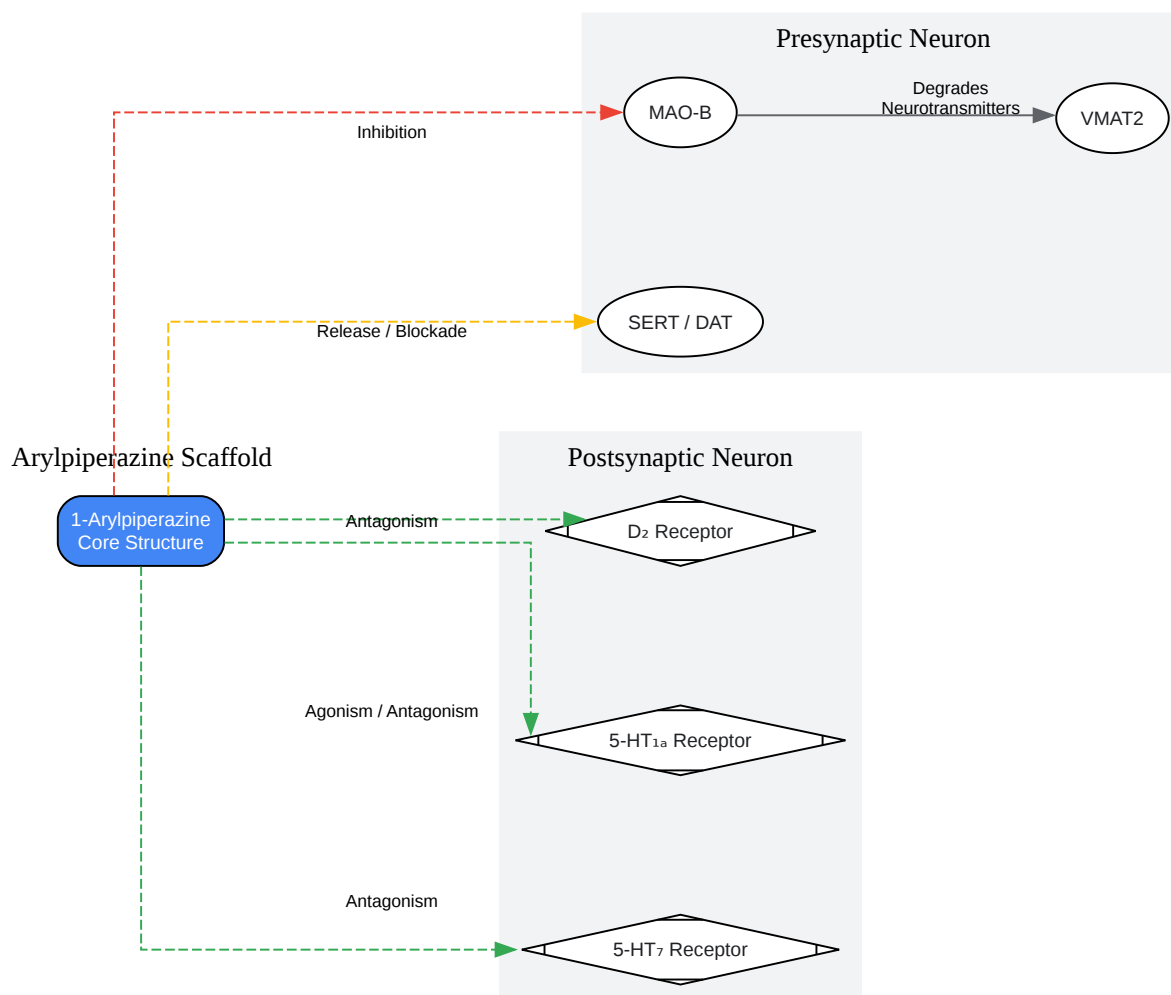 Presynaptic Neuron
Degrades
Neurotransmitters
MAO-B
VMAT2
Inhibition
SERT / DAT
Release / Blockade
Arylpiperazine Scaffold
Postsynaptic Neuron
1-Arylpiperazine
Core Structure
Antagonism
D₂ Receptor
Agonism / Antagonism
5-HT₁ₐ Receptor
Antagonism
5-HT₇ Receptor